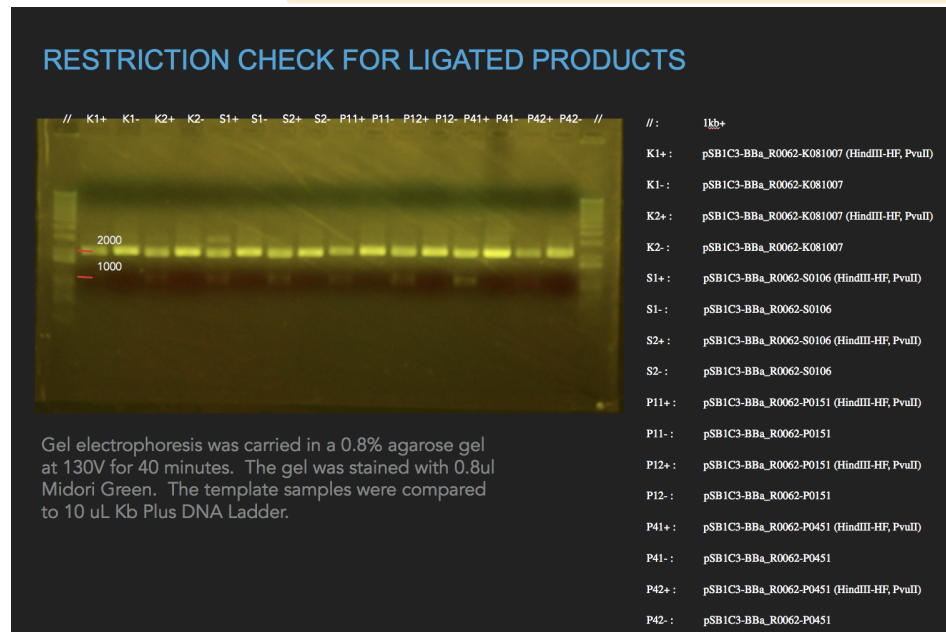 RESTRICTION CHECK FOR LIGATED PRODUCTS
// K1+ K1- K2+ K2- S1+ S1- S2+ S2- P11+ P11- P12+ P12- P41+ P41- P42+ P42- //
2000
1000
Gel electrophoresis was carried in a 0.8% agarose gel
at 130V for 40 minutes. The gel was stained with 0.8ul
Midori Green. The template samples were compared
to 10 uL Kb Plus DNA Ladder.
// : 1kb+
K1+ : pSB1C3-BBa_R0062-K081007 (HindIII-HF, PvuII)
K1- : pSB1C3-BBa_R0062-K081007
K2+ : pSB1C3-BBa_R0062-K081007 (HindIII-HF, PvuII)
K2- : pSB1C3-BBa_R0062-K081007
S1+ : pSB1C3-BBa_R0062-S0106 (HindIII-HF, PvuII)
S1- : pSB1C3-BBa_R0062-S0106
S2+ : pSB1C3-BBa_R0062-S0106 (HindIII-HF, PvuII)
S2- : pSB1C3-BBa_R0062-S0106
P11+ : pSB1C3-BBa_R0062-P0151 (HindIII-HF, PvuII)
P11- : pSB1C3-BBa_R0062-P0151
P12+ : pSB1C3-BBa_R0062-P0151 (HindIII-HF, PvuII)
P12- : pSB1C3-BBa_R0062-P0151
P41+ : pSB1C3-BBa_R0062-P0451 (HindIII-HF, PvuII)
P41- : pSB1C3-BBa_R0062-P0451
P42+ : pSB1C3-BBa_R0062-P0451 (HindIII-HF, PvuII)
P42- : pSB1C3-BBa_R0062-P0451